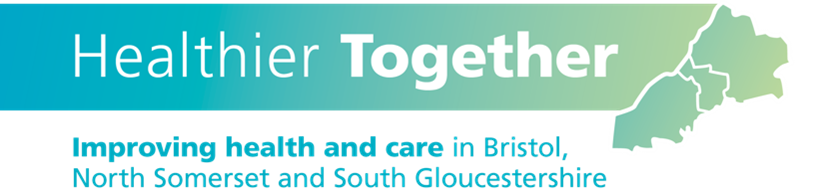 Healthier Together
Improving health and care in Bristol,
North Somerset and South Gloucestershire